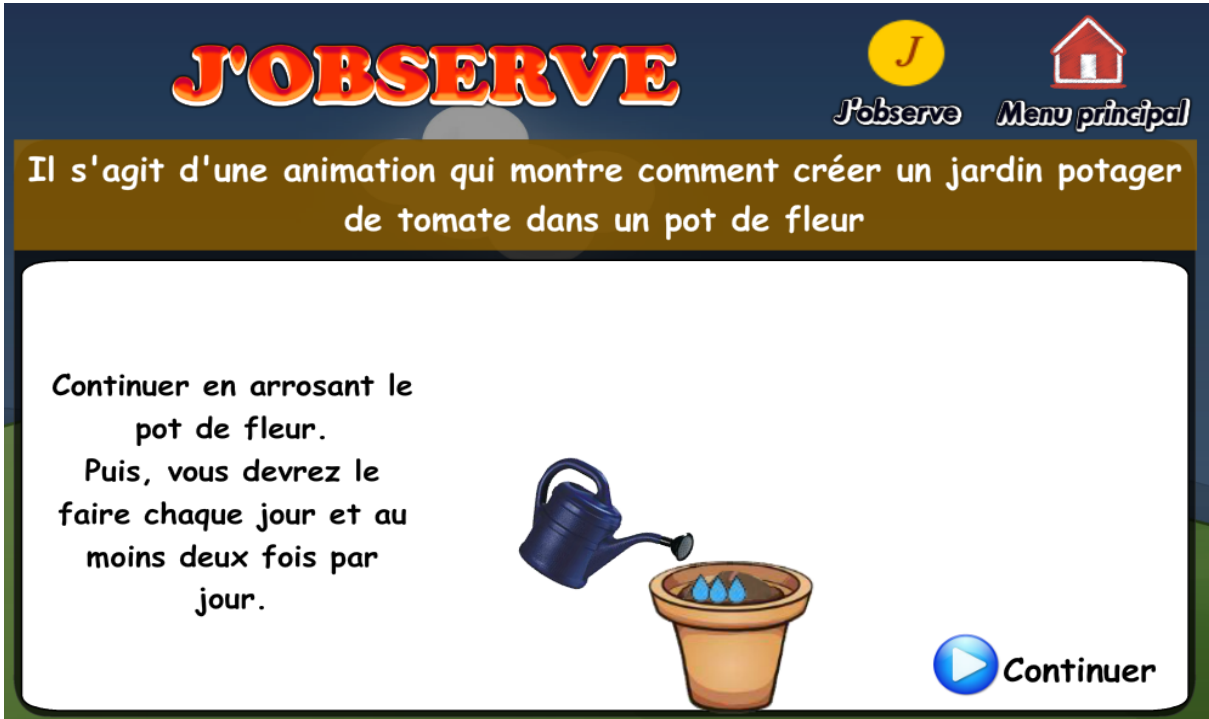 J'OBSERVE
J
J'observe
Menu principal
Il s'agit d'une animation qui montre comment créer un jardin potager
de tomate dans un pot de fleur
Continuer en arrosant le
pot de fleur.
Puis, vous devrez le
faire chaque jour et au
moins deux fois par
jour.
Continuer